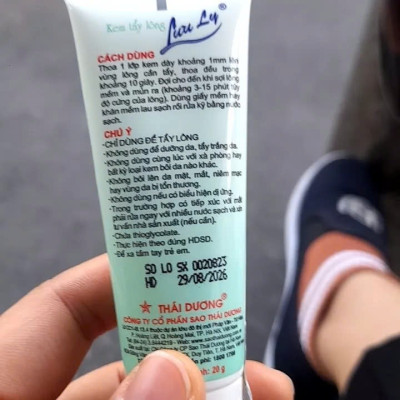 Kem tẩy lông
Lưu Ly
CÁCH DÙNG
Thoa 1 lớp kem dày khoảng 1mm lên
vùng lông cần tẩy, thoa đều trong
khoảng 10 giây. Đợi cho đến khi sợi lông
mềm và mủn ra (khoảng 3-15 phút tùy
độ cứng của lông). Dùng giấy mềm hay
khăn mềm lau sạch rồi rửa kỹ bằng nước
sạch.
CHÚ Ý
-CHỈ DÙNG ĐỂ TẨY LÔNG
-Không dùng để dưỡng da, tẩy trắng da.
-Không dùng cùng lúc với xà phòng hay
bất kỳ loại kem bôi da nào khác.
-Không bôi lên da mặt, mắt, niêm mạc
hay vùng da bị tổn thương.
-Không dùng nếu có biểu hiện dị ứng.
-Trong trường hợp có tiếp xúc với mắt
phải rửa ngay với nhiều nước sạch và xin
tư vấn nhà sản xuất (nếu cần).
-Chứa thioglycolate.
-Thực hiện theo đúng HDSD.
-Để xa tầm tay trẻ em.
SO LO SX 0020823
HD 29/08/2026
THÁI DƯƠNG®
CÔNG TY CỔ PHẦN SAO THÁI DƯƠNG
20 g